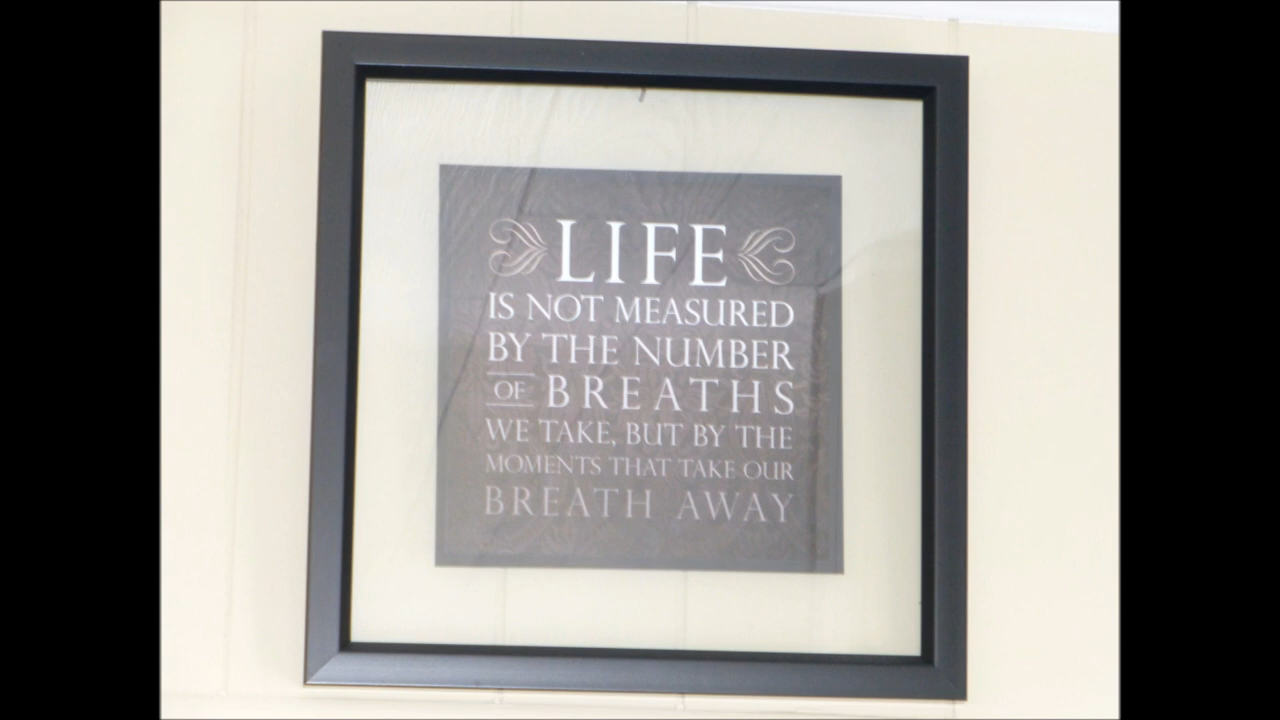 LIFE
IS NOT MEASURED
BY THE NUMBER
OF BREATHS
WE TAKE, BUT BY THE
MOMENTS THAT TAKE OUR
BREATH AWAY